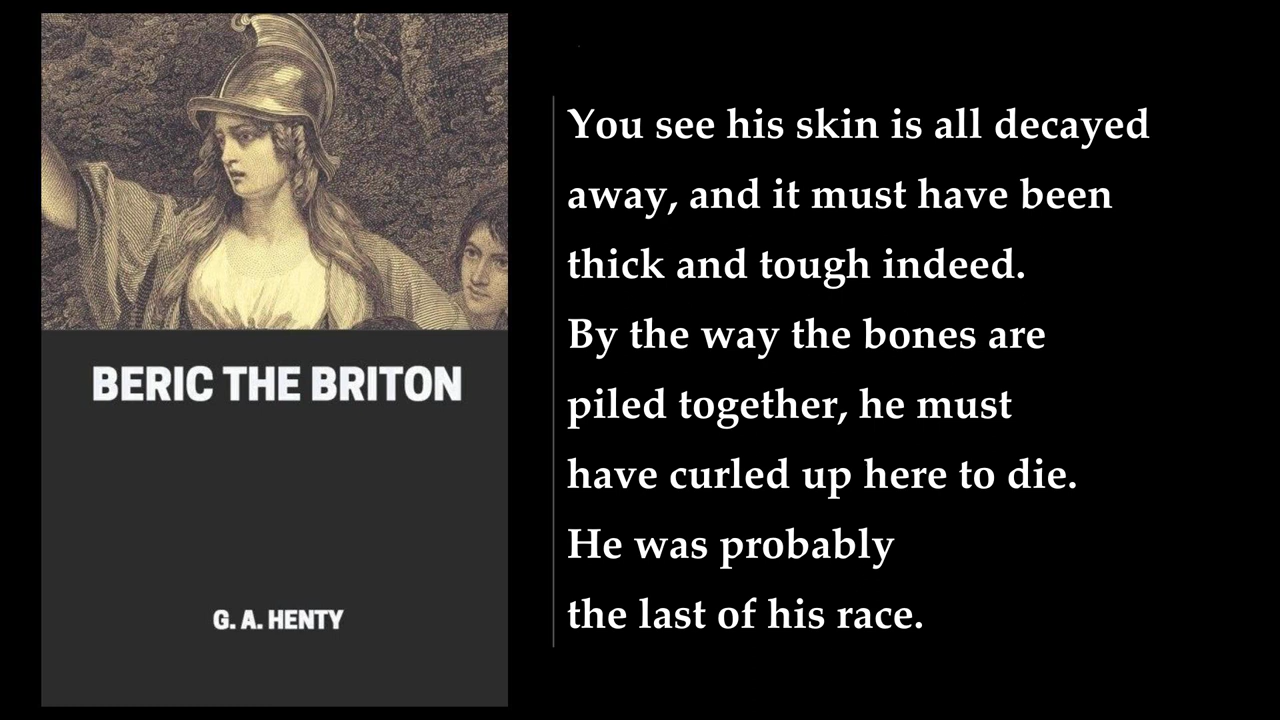 BERIC THE BRITON
G. A. HENTY
You see his skin is all decayed
away, and it must have been
thick and tough indeed.
By the way the bones are
piled together, he must
have curled up here to die.
He was probably
the last of his race.